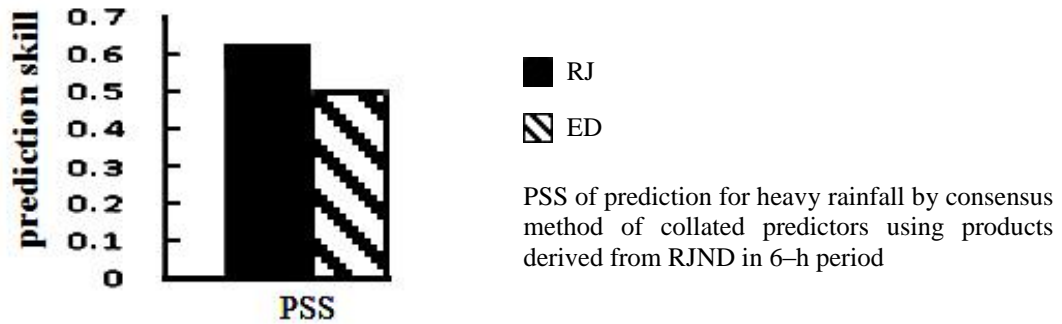 prediction skill
0.7
0.6
0.5
0.4
0.3
0.2
0.1
0
PSS
RJ
ED
PSS of prediction for heavy rainfall by consensus
method of collated predictors using products
derived from RJND in 6–h period